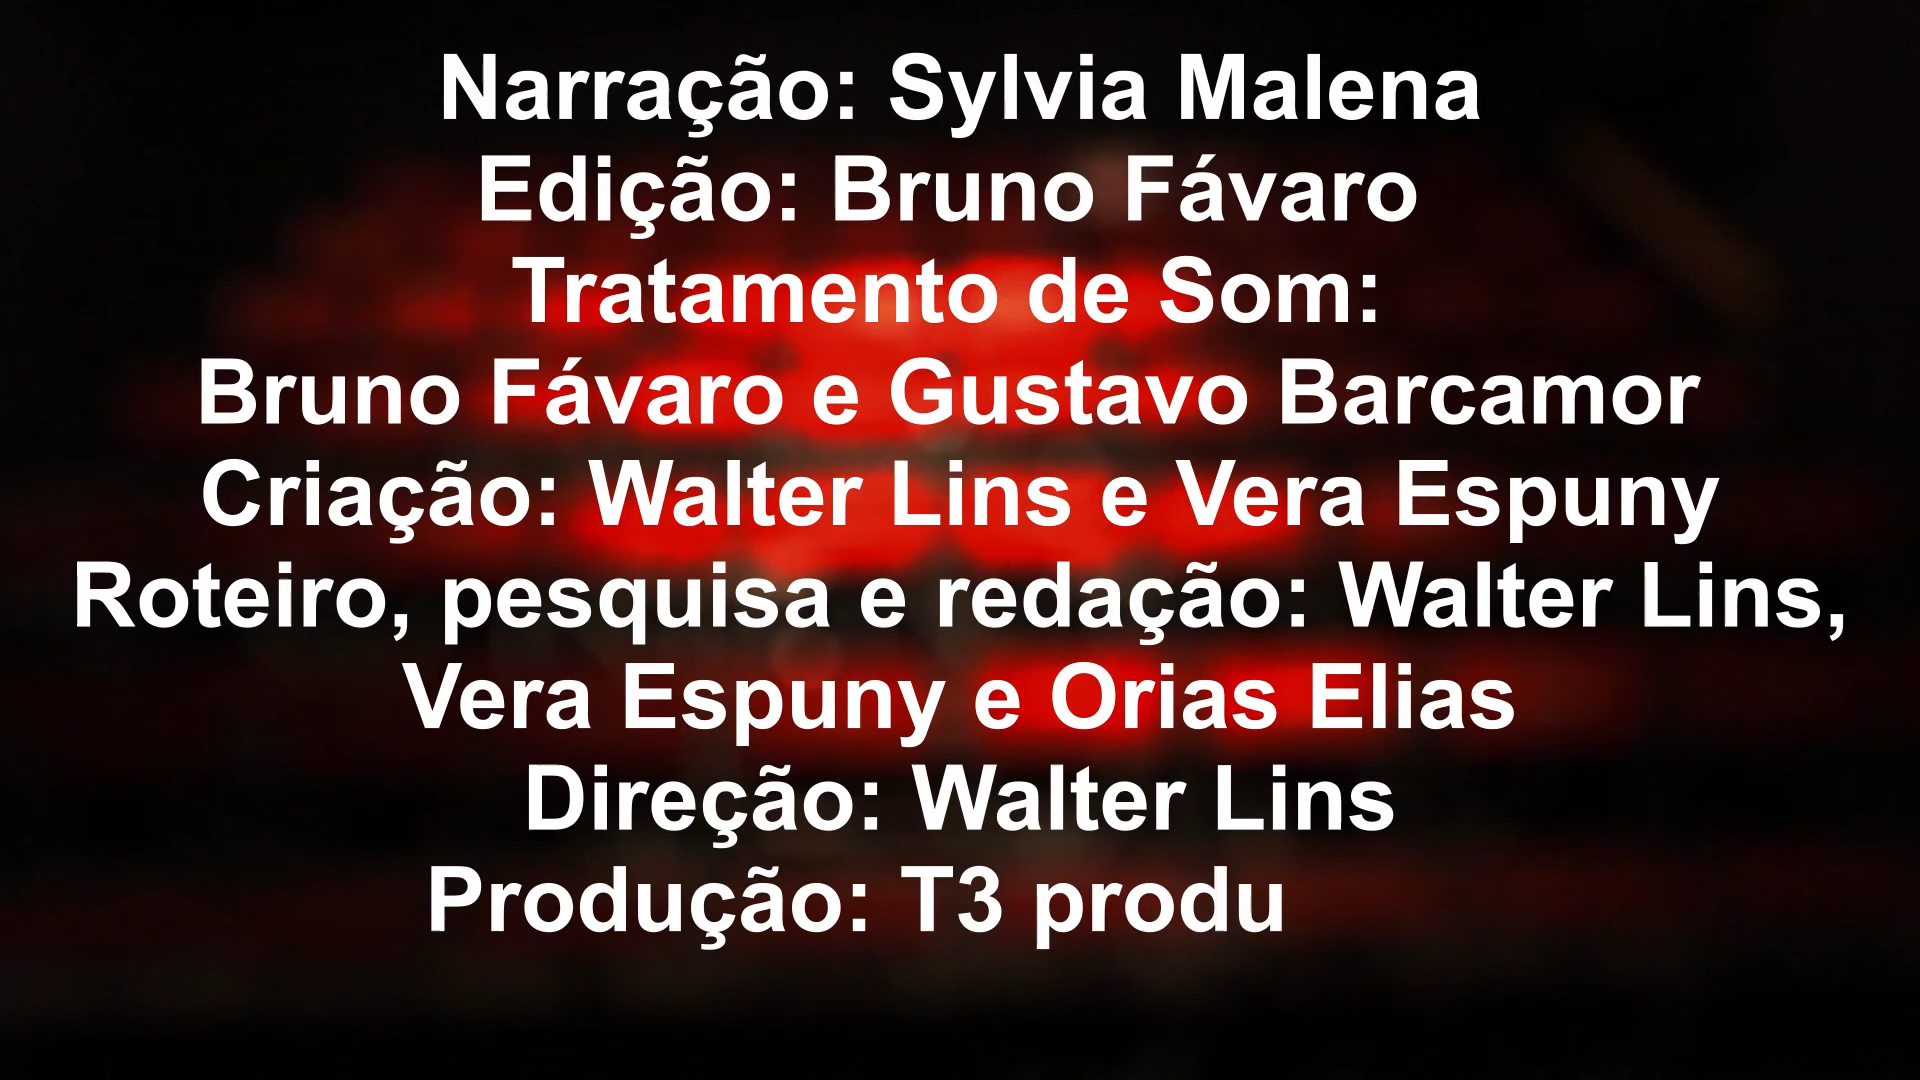 Narração: Sylvia Malena
Edição: Bruno Fávaro
Tratamento de Som:
Bruno Fávaro e Gustavo Barcamor
Criação: Walter Lins e Vera Espuny
Roteiro, pesquisa e redação: Walter Lins,
Vera Espuny e Orias Elias
Direção: Walter Lins
Produção: T3 produ